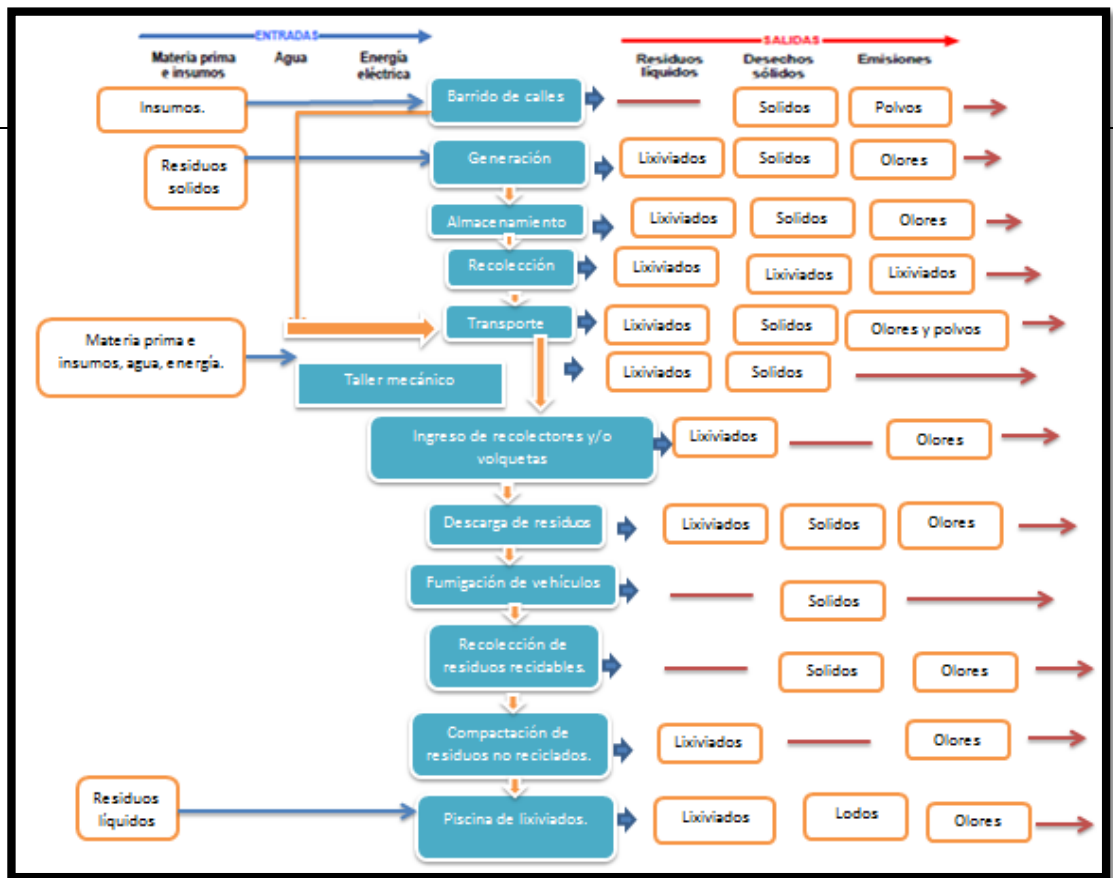 ENTRADAS
SALIDAS
Materia prima
e insumos
Agua
Energía
eléctrica
Residuos
líquidos
Desechos
sólidos
Emisiones
Insumos.
Barrido de calles
Solidos
Polvos
Residuos
solidos
Generación
Lixiviados
Solidos
Olores
Almacenamiento
Lixiviados
Solidos
Olores
Recolección
Lixiviados
Lixiviados
Lixiviados
Materia prima e
insumos, agua, energía.
Transporte
Lixiviados
Solidos
Olores y polvos
Taller mecánico
Lixiviados
Solidos
Ingreso de recolectores y/o
volquetas
Lixiviados
Olores
Descarga de residuos
Lixiviados
Solidos
Olores
Fumigación de vehículos
Solidos
Recolección de
residuos reciclables.
Solidos
Olores
Compactación de
residuos no reciclados.
Lixiviados
Olores
Residuos
líquidos
Piscina de lixiviados.
Lixiviados
Lodos
Olores